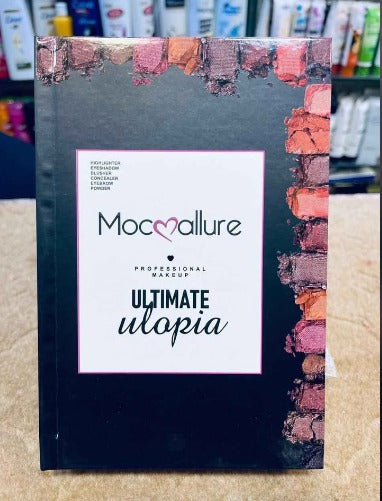 HIGHLIGHTER
EYESHADOW
BLUSHER
CONCEALER
EYEBROW
POWDER
Mocallure
PROFESSIONAL
MAKEUP
ULTIMATE
utopia